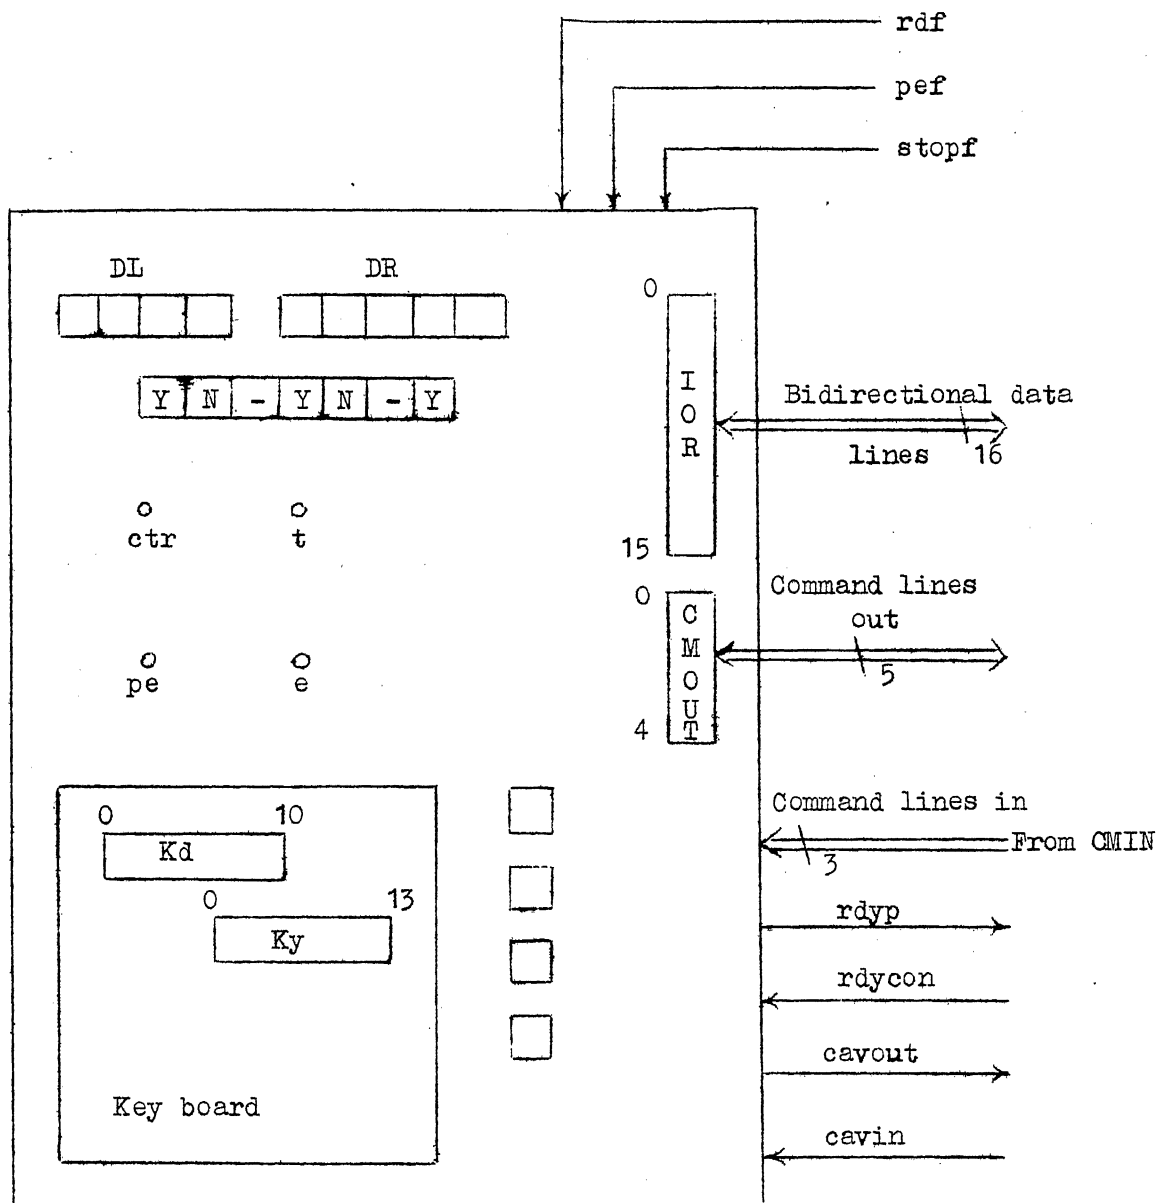 rdf
pef
stopf
DL DR
0
Y N - Y N - Y
I
O
R
Bidirectional data
lines 16
ctr t
15
0
C
M
O
U
T
Command lines
out
5
pe e
4
0 10
Kd
0 13
Ky
Key board
Command lines in
3 From CMIN
rdyp
rdycon
cavout
cavin